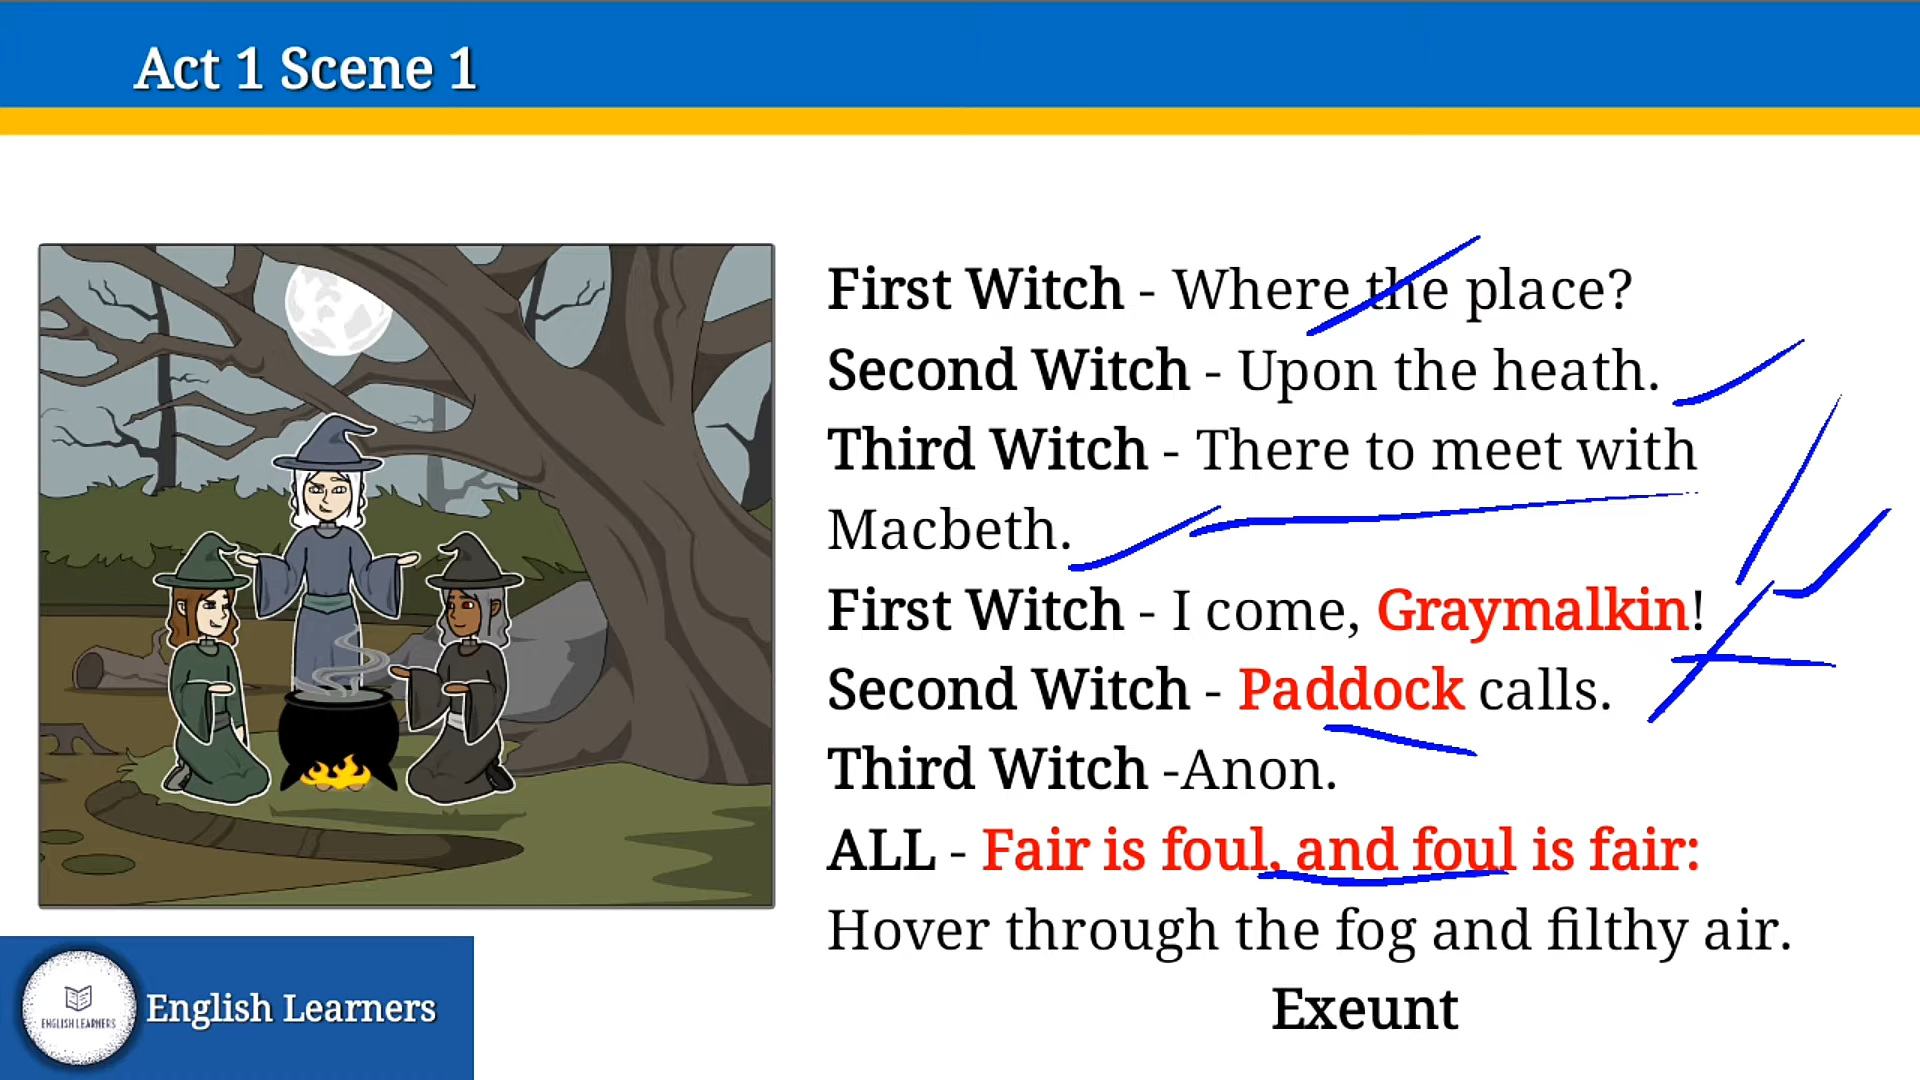 Act 1 Scene 1
First Witch - Where the place?
Second Witch - Upon the heath.
Third Witch - There to meet with
Macbeth.
First Witch - I come, Graymalkin!
Second Witch - Paddock calls.
Third Witch -Anon.
ALL - Fair is foul, and foul is fair:
Hover through the fog and filthy air.
Exeunt
ENGLISH LEARNERS
English Learners